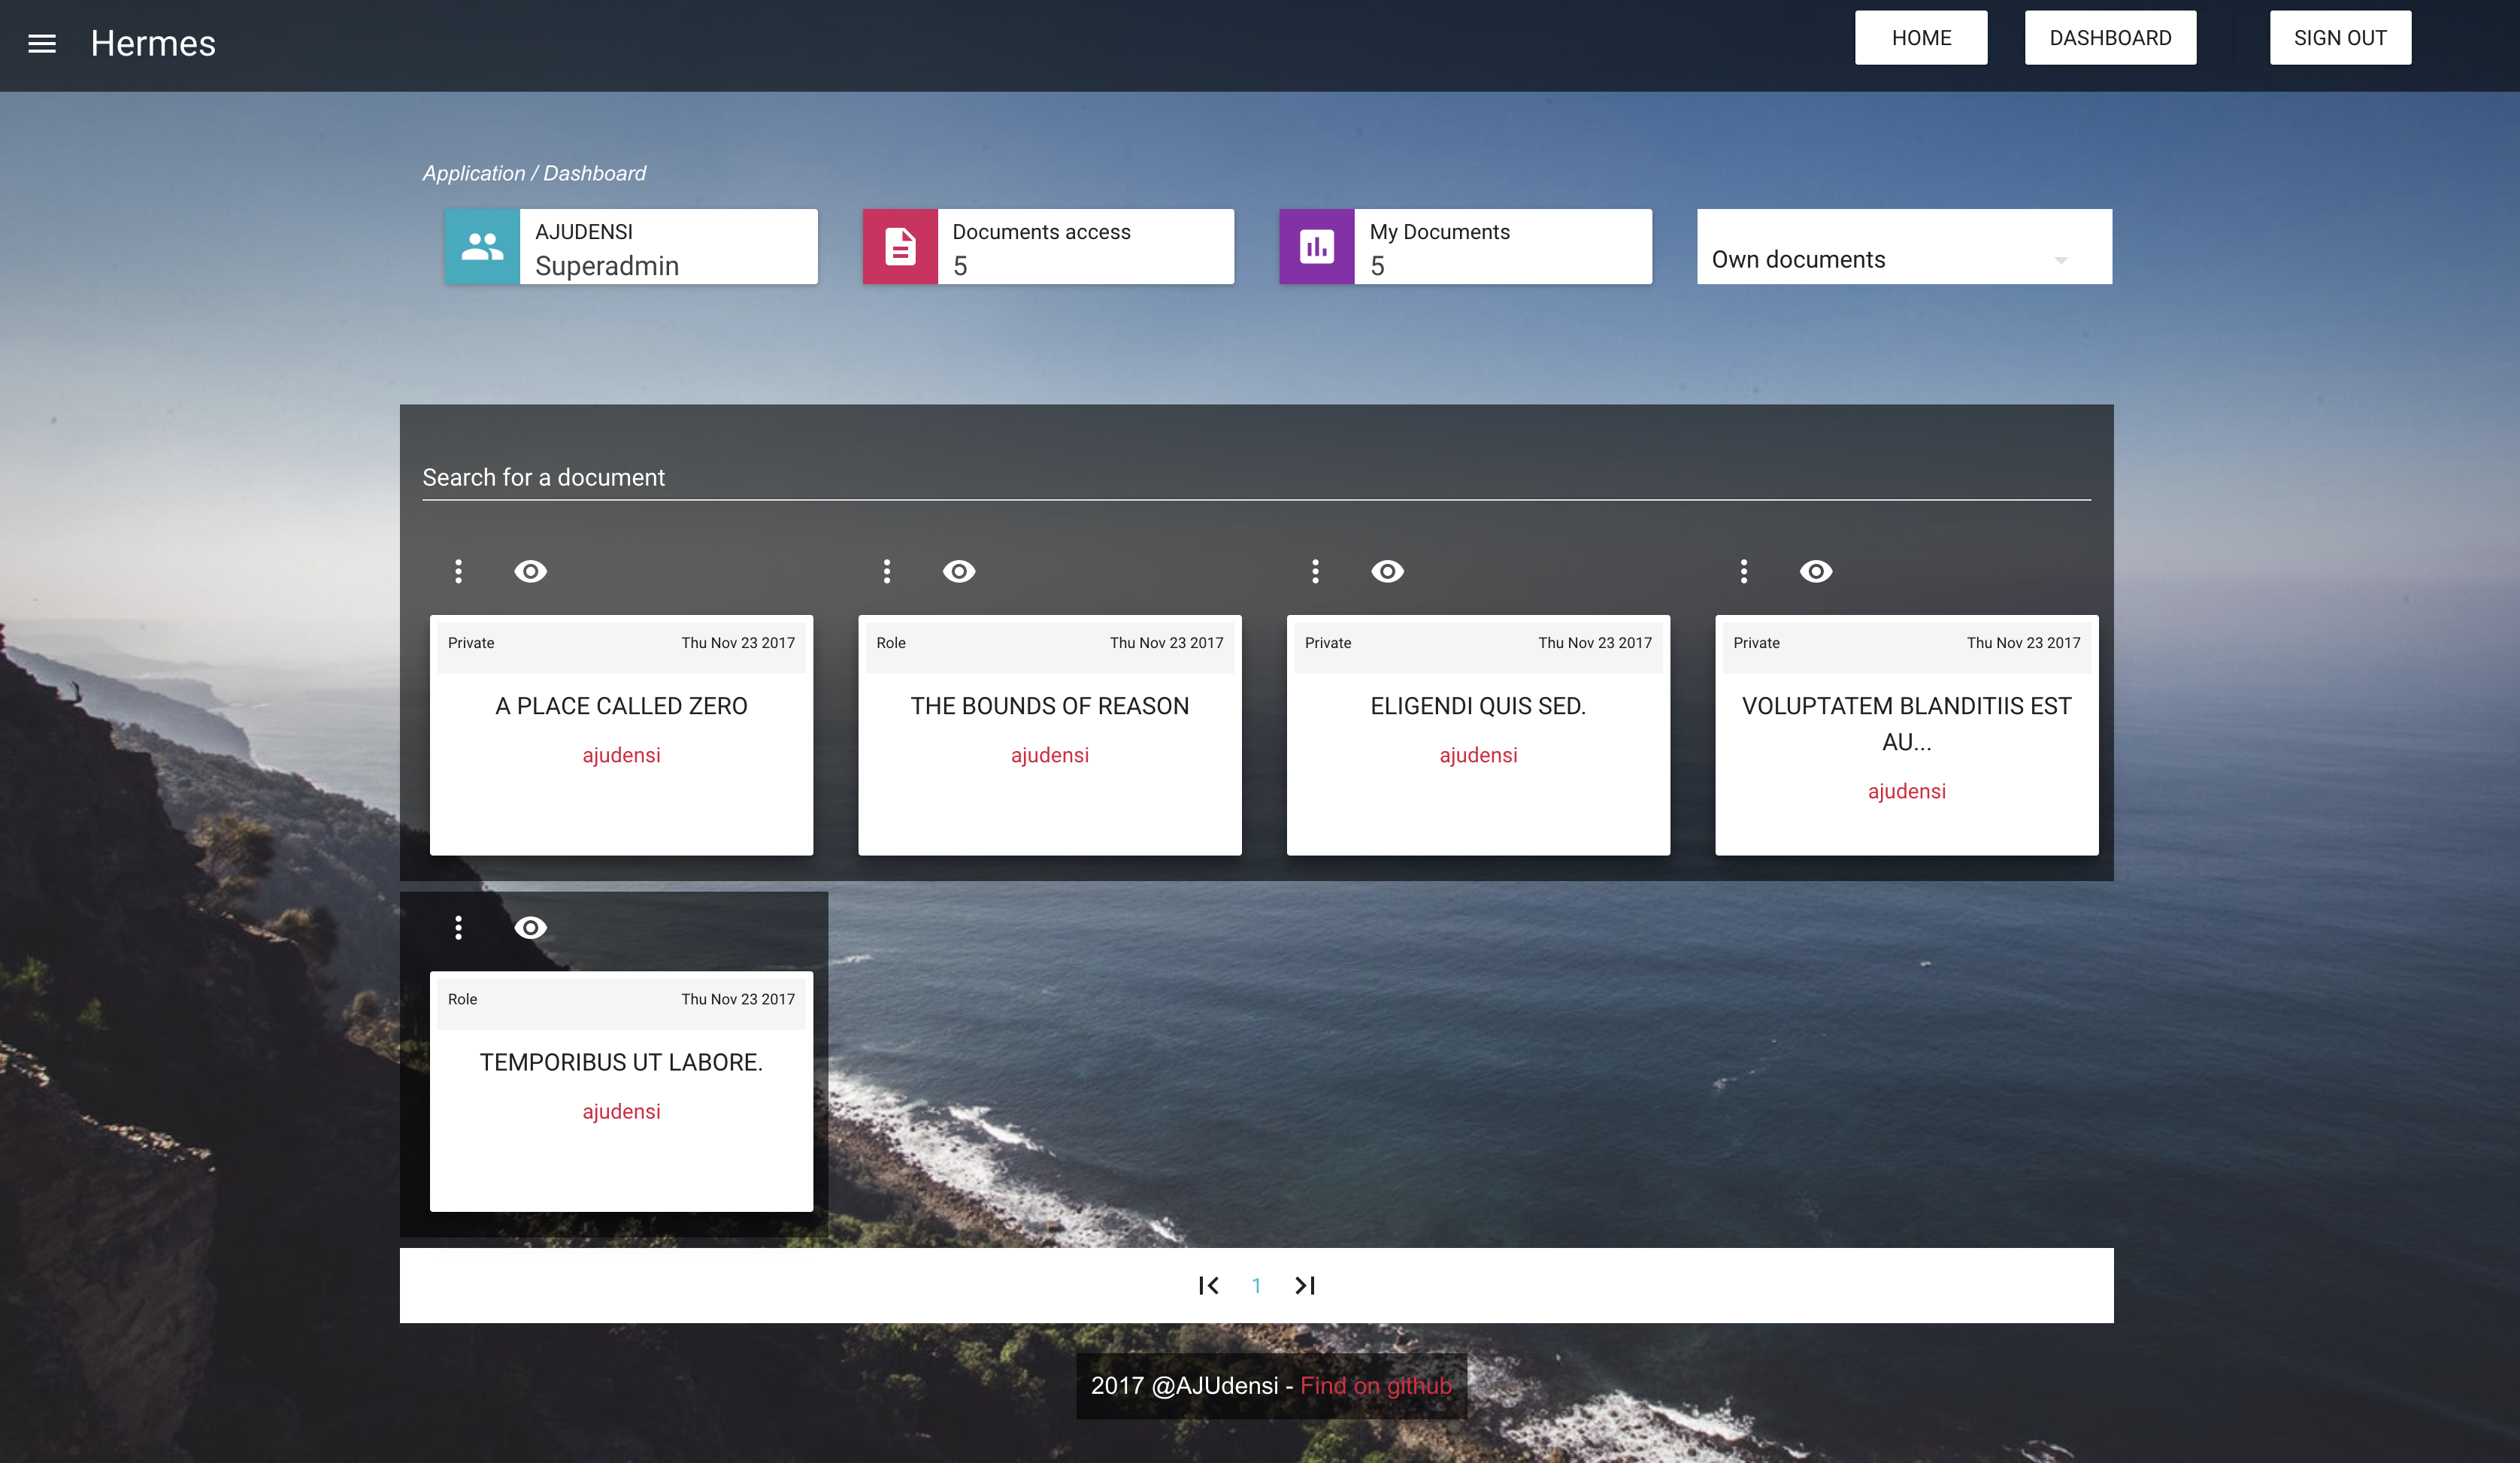 Hermes
HOME
DASHBOARD
SIGN OUT
Application / Dashboard
AJUDENSI
Superadmin
Documents access
5
My Documents
5
Own documents
Search for a document
Private Thu Nov 23 2017
A PLACE CALLED ZERO
ajudensi
Role Thu Nov 23 2017
THE BOUNDS OF REASON
ajudensi
Private Thu Nov 23 2017
ELIGENDI QUIS SED.
ajudensi
Private Thu Nov 23 2017
VOLUPTATEM BLANDITIIS EST
AU...
ajudensi
Role Thu Nov 23 2017
TEMPORIBUS UT LABORE.
ajudensi
1
2017 @AJUdensi - Find on github